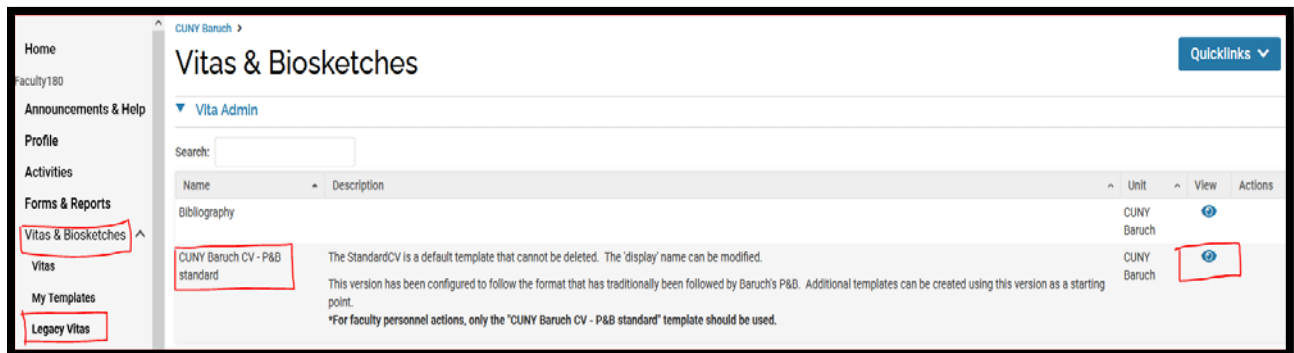 Home
Faculty180
Announcements & Help
Profile
Activities
Forms & Reports
Vitas & Biosketches
Vitas
My Templates
Legacy Vitas
CUNY Baruch >
Vitas & Biosketches
Quicklinks
Vita Admin
Search:
Name Description Unit View Actions
Bibliography CUNY
Baruch
CUNY Baruch CV - P&B
standard
The StandardCV is a default template that cannot be deleted. The 'display' name can be modified.
This version has been configured to follow the format that has traditionally been followed by Baruch's P&B. Additional templates can be created using this version as a starting
point.
*For faculty personnel actions, only the "CUNY Baruch CV - P&B standard" template should be used.
CUNY
Baruch